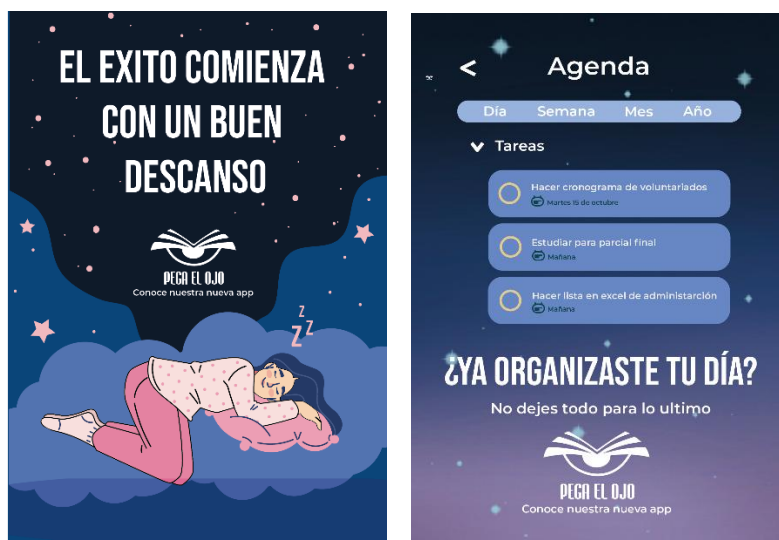 EL EXITO COMIENZA
CON UN BUEN
DESCANSO
PEGA EL OJO
Conoce nuestra nueva app
Z
Z
Z
< Agenda
Día Semana Mes Año
Tareas
Hacer cronograma de voluntariados
Martes 15 de octubre
Estudiar para parcial final
Mañana
Hacer lista en excel de administarción
Mañana
¿YA ORGANIZASTE TU DÍA?
No dejes todo para lo ultimo
PEGA EL OJO
Conoce nuestra nueva app